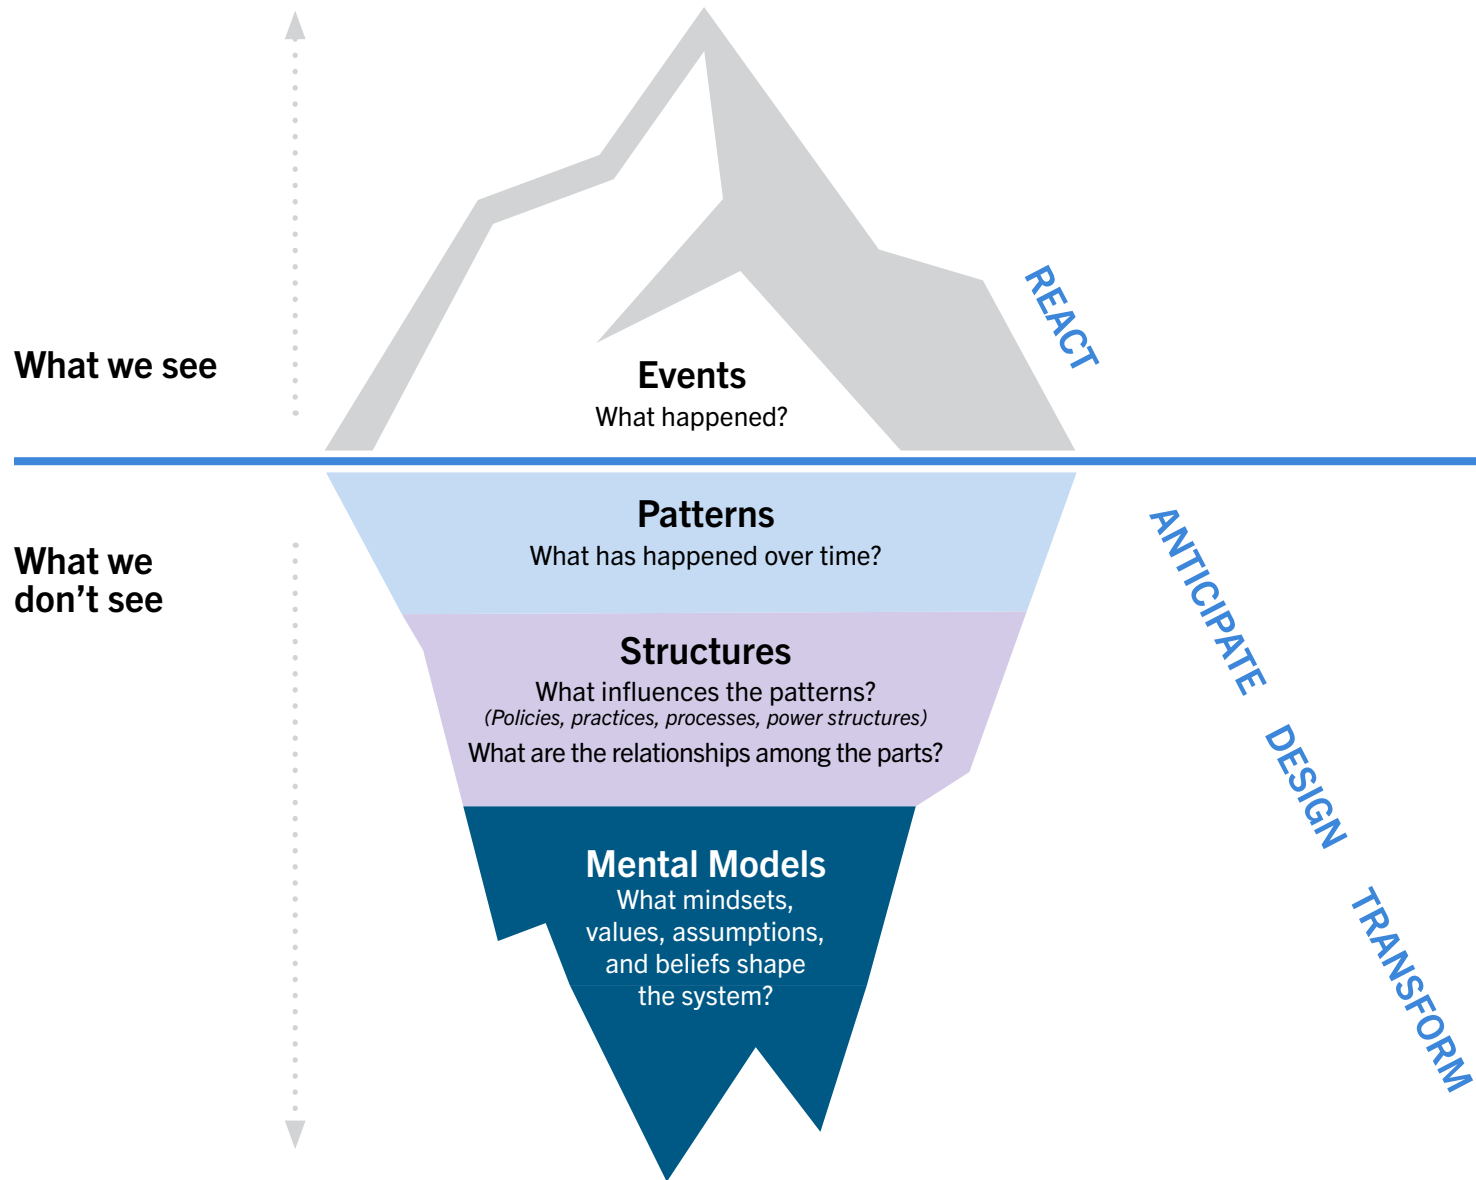 What we see
Events
What happened?
REACT
What we
don’t see
Patterns
What has happened over time?
ANTICIPATE
Structures
What influences the patterns?
(Policies, practices, processes, power structures)
What are the relationships among the parts?
DESIGN
Mental Models
What mindsets,
values, assumptions,
and beliefs shape
the system?
TRANSFORM